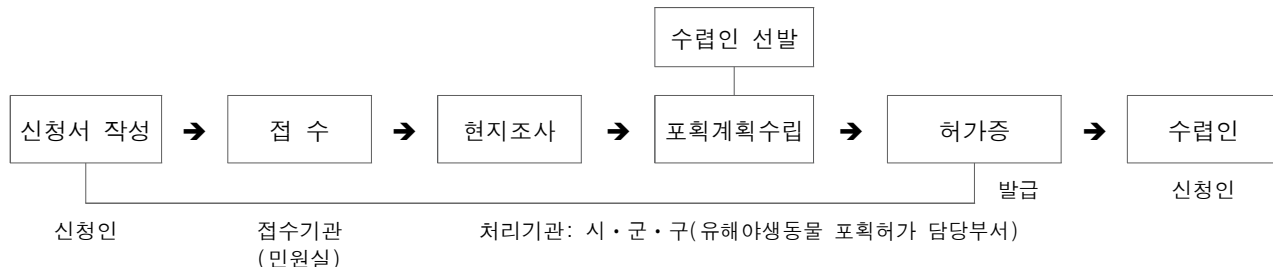 수렵인 선발
신청서 작성 ➔ 접 수 ➔ 현지조사 ➔ 포획계획수립 ➔ 허가증 ➔ 수렵인
발급 신청인
신청인 접수기관 처리기관: 시・군・구(유해야생동물 포획허가 담당부서)
(민원실)